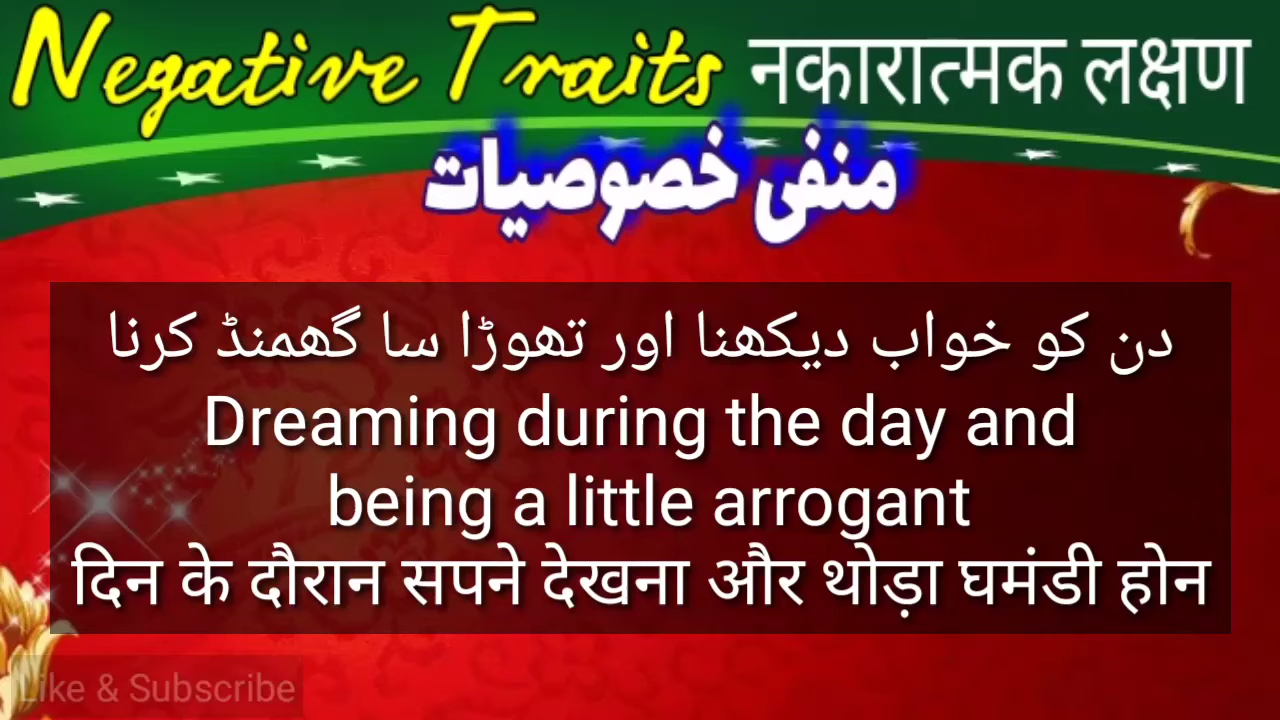 Negative Traits नकारात्मक लक्षण
منفی خصوصیات
دن کو خواب دیکھنا اور تھوڑا سا گھمنڈ کرنا
Dreaming during the day and
being a little arrogant
दिन के दौरान सपने देखना और थोड़ा घमंडी होन
Like & Subscribe